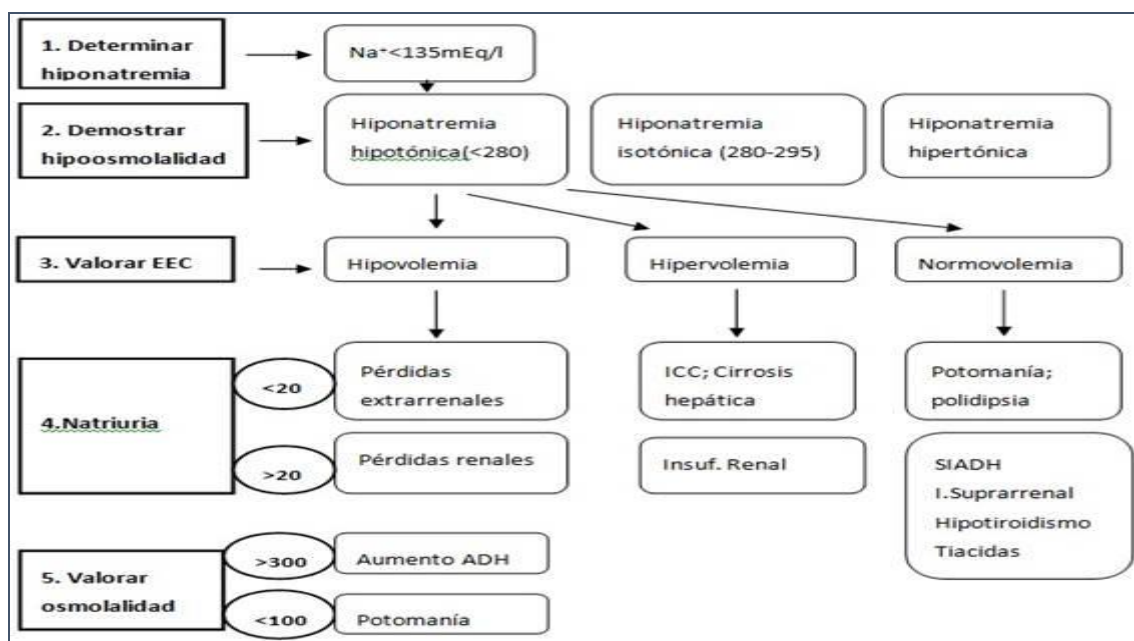 1. Determinar
hiponatremia
Na⁺<135mEq/l
2. Demostrar
hipoosmolalidad
Hiponatremia
hipotónica(<280)
Hiponatremia
isotónica (280-295)
Hiponatremia
hipertónica
3. Valorar EEC
Hipovolemia
Hipervolemia
Normovolemia
4.Natriuria
<20
Pérdidas
extrarrenales
ICC; Cirrosis
hepática
Potomanía;
polidipsia
>20
Pérdidas renales
Insuf. Renal
SIADH
I.Suprarrenal
Hipotiroidismo
Tiacidas
5. Valorar
osmolalidad
>300
Aumento ADH
<100
Potomanía